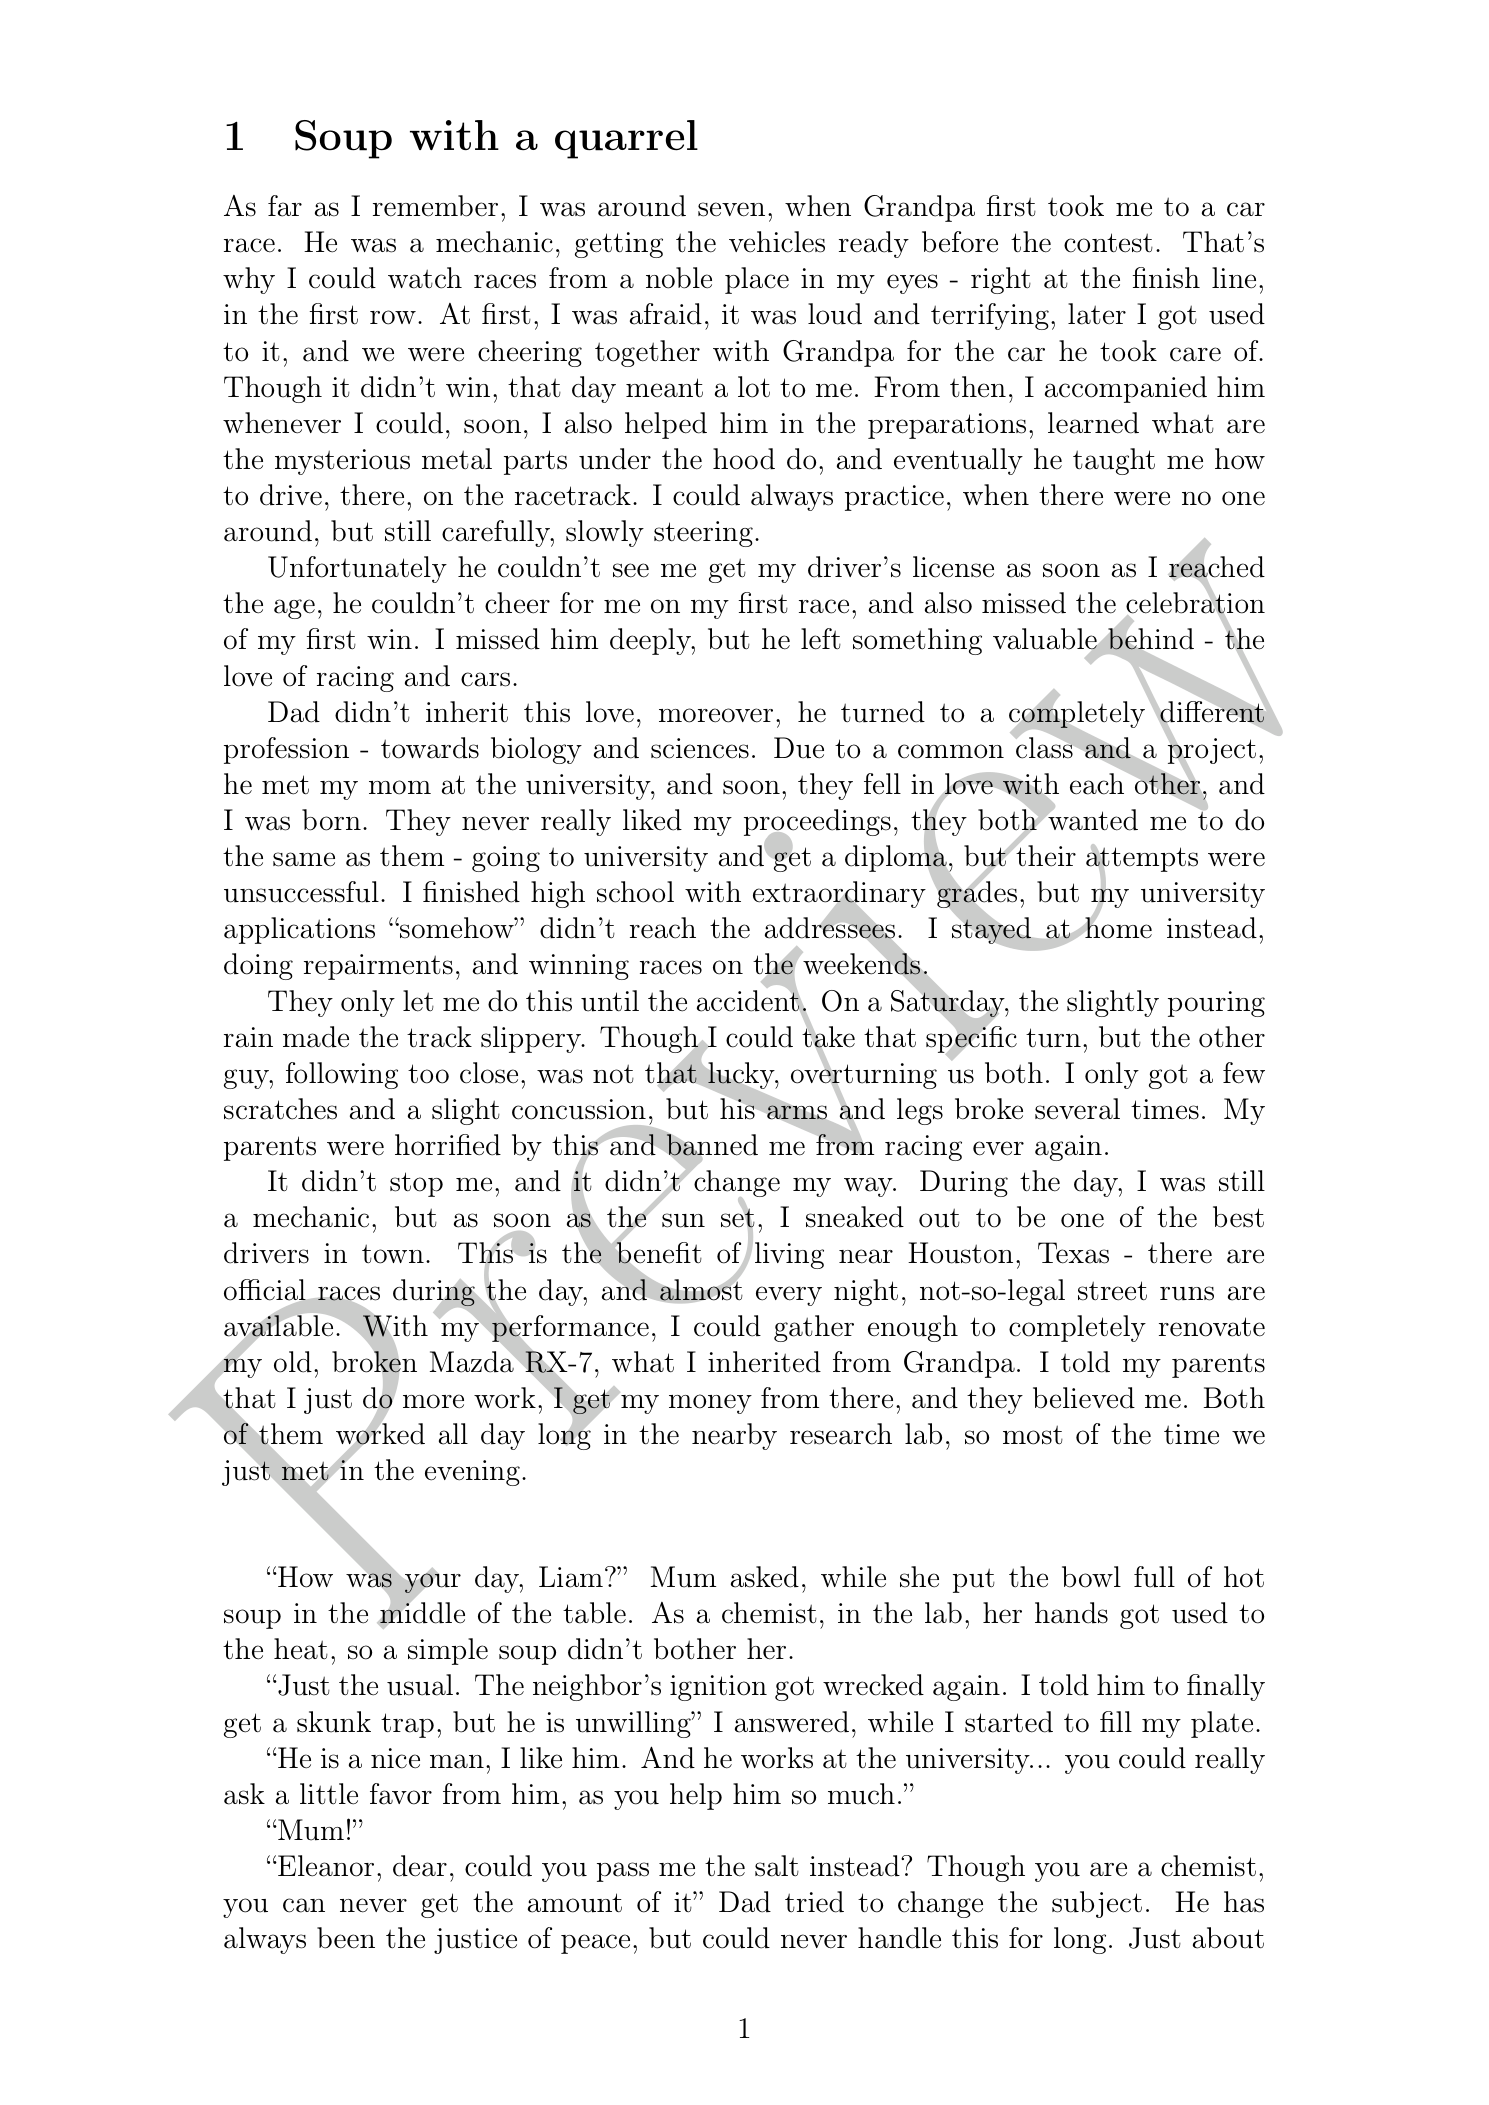 1 Soup with a quarrel
As far as I remember, I was around seven, when Grandpa first took me to a car
race. He was a mechanic, getting the vehicles ready before the contest. That's
why I could watch races from a noble place in my eyes - right at the finish line,
in the first row. At first, I was afraid, it was loud and terrifying, later I got used
to it, and we were cheering together with Grandpa for the car he took care of.
Though it didn't win, that day meant a lot to me. From then, I accompanied him
whenever I could, soon, I also helped him in the preparations, learned what are
the mysterious metal parts under the hood do, and eventually he taught me how
to drive, there, on the racetrack. I could always practice, when there were no one
around, but still carefully, slowly steering.
Unfortunately he couldn't see me get my driver's license as soon as I reached
the age, he couldn't cheer for me on my first race, and also missed the celebration
of my first win. I missed him deeply, but he left something valuable behind - the
love of racing and cars.
Dad didn't inherit this love, moreover, he turned to a completely different
profession - towards biology and sciences. Due to a common class and a project,
he met my mom at the university, and soon, they fell in love with each other, and
I was born. They never really liked my proceedings, they both wanted me to do
the same as them - going to university and get a diploma, but their attempts were
unsuccessful. I finished high school with extraordinary grades, but my university
applications “somehow” didn't reach the addressees. I stayed at home instead,
doing repairments, and winning races on the weekends.
They only let me do this until the accident. On a Saturday, the slightly pouring
rain made the track slippery. Though I could take that specific turn, but the other
guy, following too close, was not that lucky, overturning us both. I only got a few
scratches and a slight concussion, but his arms and legs broke several times. My
parents were horrified by this and banned me from racing ever again.
It didn't stop me, and it didn't change my way. During the day, I was still
a mechanic, but as soon as the sun set, I sneaked out to be one of the best
drivers in town. This is the benefit of living near Houston, Texas - there are
official races during the day, and almost every night, not-so-legal street runs are
available. With my performance, I could gather enough to completely renovate
my old, broken Mazda RX-7, what I inherited from Grandpa. I told my parents
that I just do more work, I get my money from there, and they believed me. Both
of them worked all day long in the nearby research lab, so most of the time we
just met in the evening.
“How was your day, Liam?” Mum asked, while she put the bowl full of hot
soup in the middle of the table. As a chemist, in the lab, her hands got used to
the heat, so a simple soup didn't bother her.
“Just the usual. The neighbor's ignition got wrecked again. I told him to finally
get a skunk trap, but he is unwilling” I answered, while I started to fill my plate.
“He is a nice man, I like him. And he works at the university... you could really
ask a little favor from him, as you help him so much.”
“Mum!”
“Eleanor, dear, could you pass me the salt instead? Though you are a chemist,
you can never get the amount of it” Dad tried to change the subject. He has
always been the justice of peace, but could never handle this for long. Just about
1
Preview